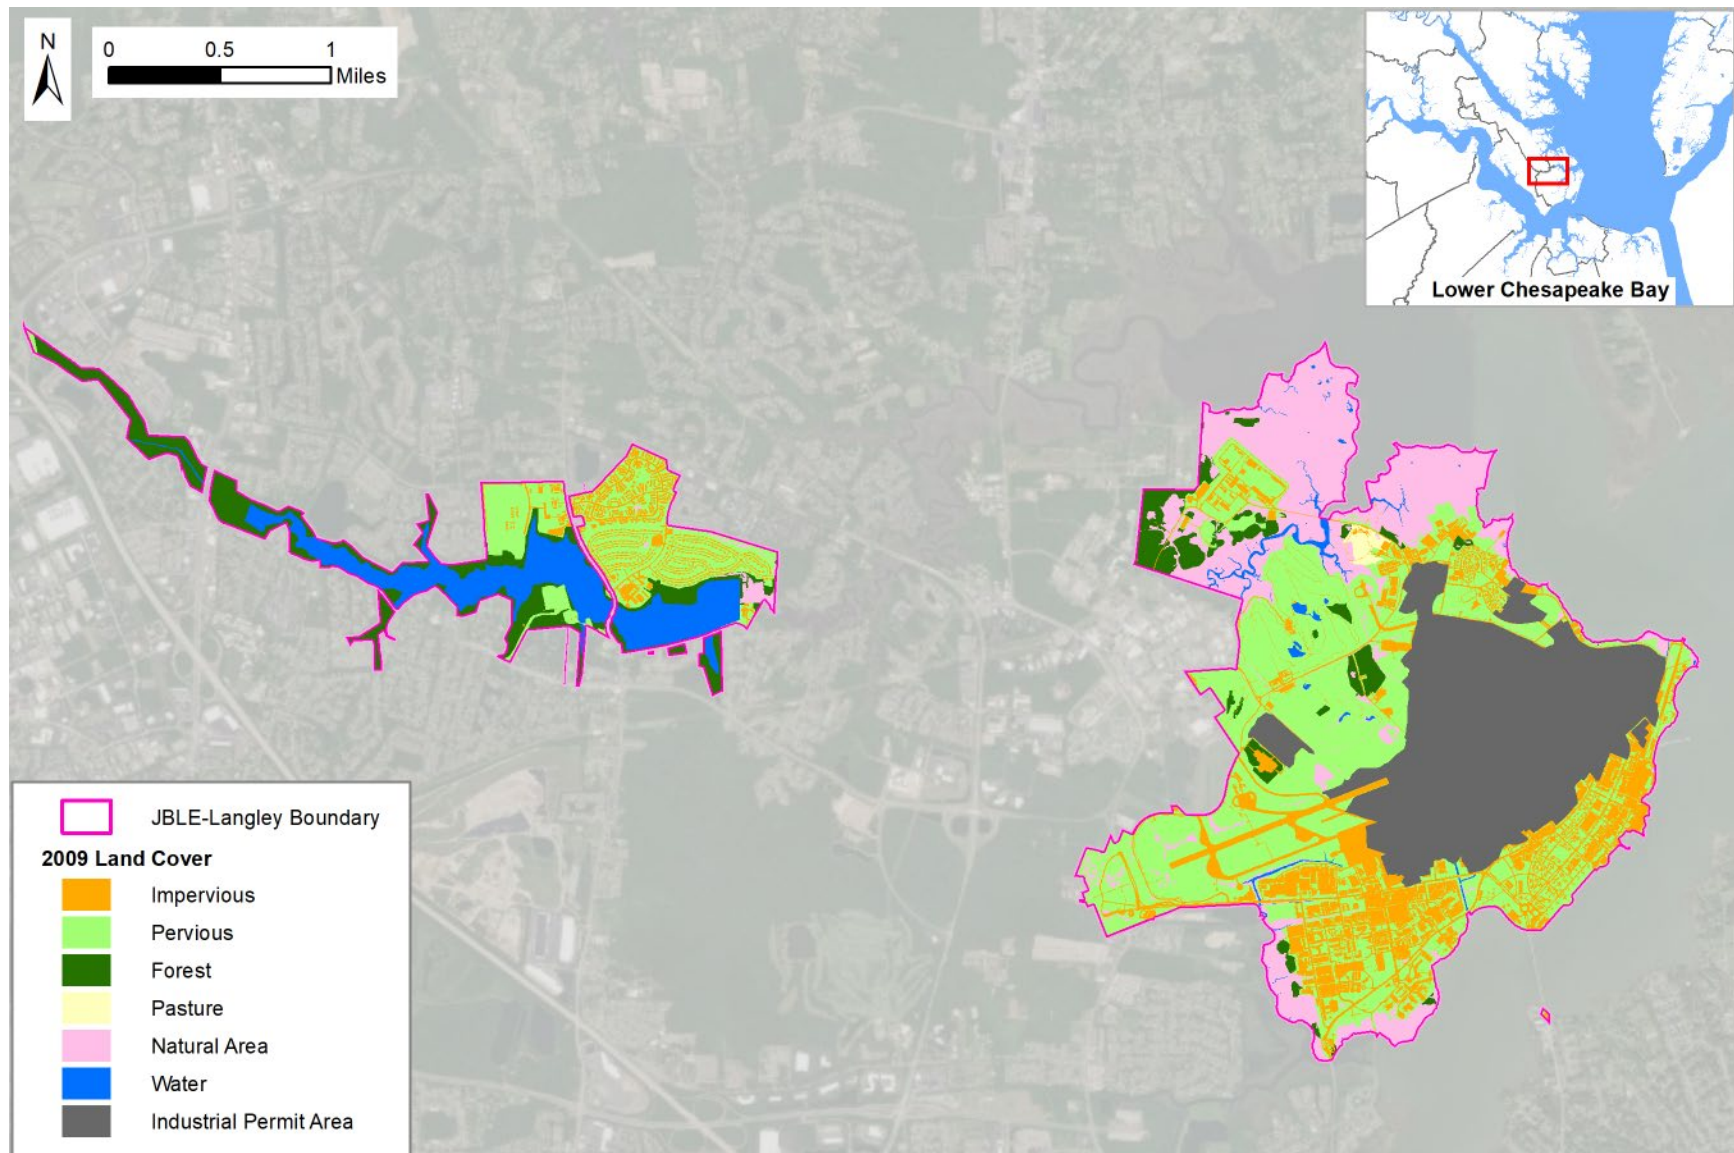 N
0 0.5 1
Miles
Lower Chesapeake Bay
JBLE-Langley Boundary
2009 Land Cover
Impervious
Pervious
Forest
Pasture
Natural Area
Water
Industrial Permit Area